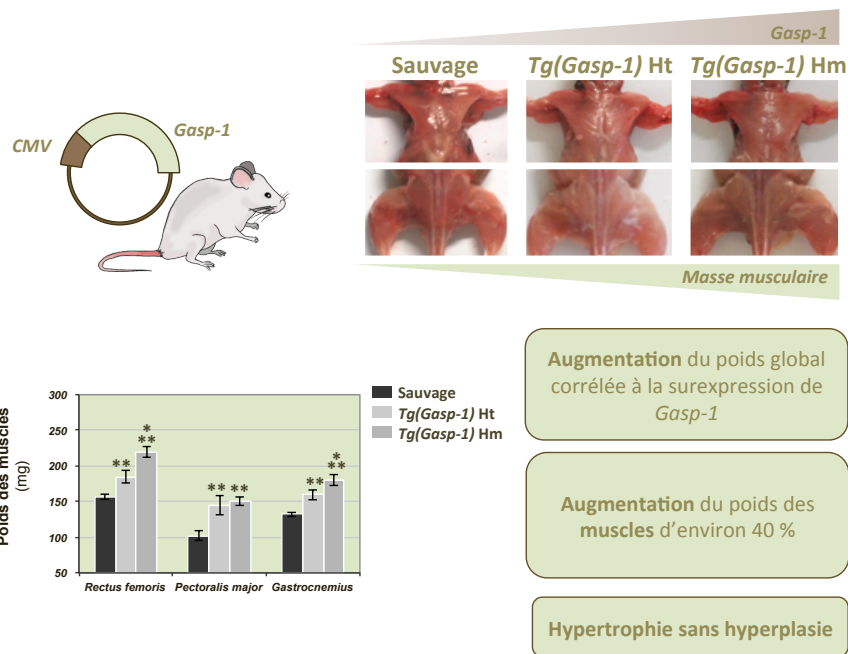 Gasp-1
Sauvage
Tg(Gasp-1) Ht
Tg(Gasp-1) Hm
CMV
Gasp-1
Masse musculaire
Augmentation du poids global
corrélée à la surexpression de
Gasp-1
Augmentation du poids des
muscles d'environ 40 %
Hypertrophie sans hyperplasie
Poids des muscles
(mg)
300
250
200
150
100
50
** * ** ** ** ** * **
Rectus femoris
Pectoralis major
Gastrocnemius
Sauvage
Tg(Gasp-1) Ht
Tg(Gasp-1) Hm